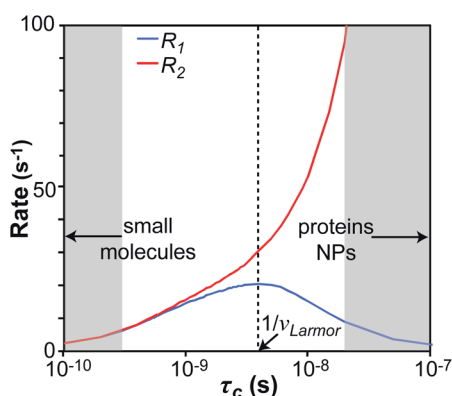 100
R₁
R₂
Rate (s⁻¹)
50
small
molecules
proteins
NPs
1/νLarmor
0
10⁻¹⁰
10⁻⁹
10⁻⁸
10⁻⁷
τc (s)